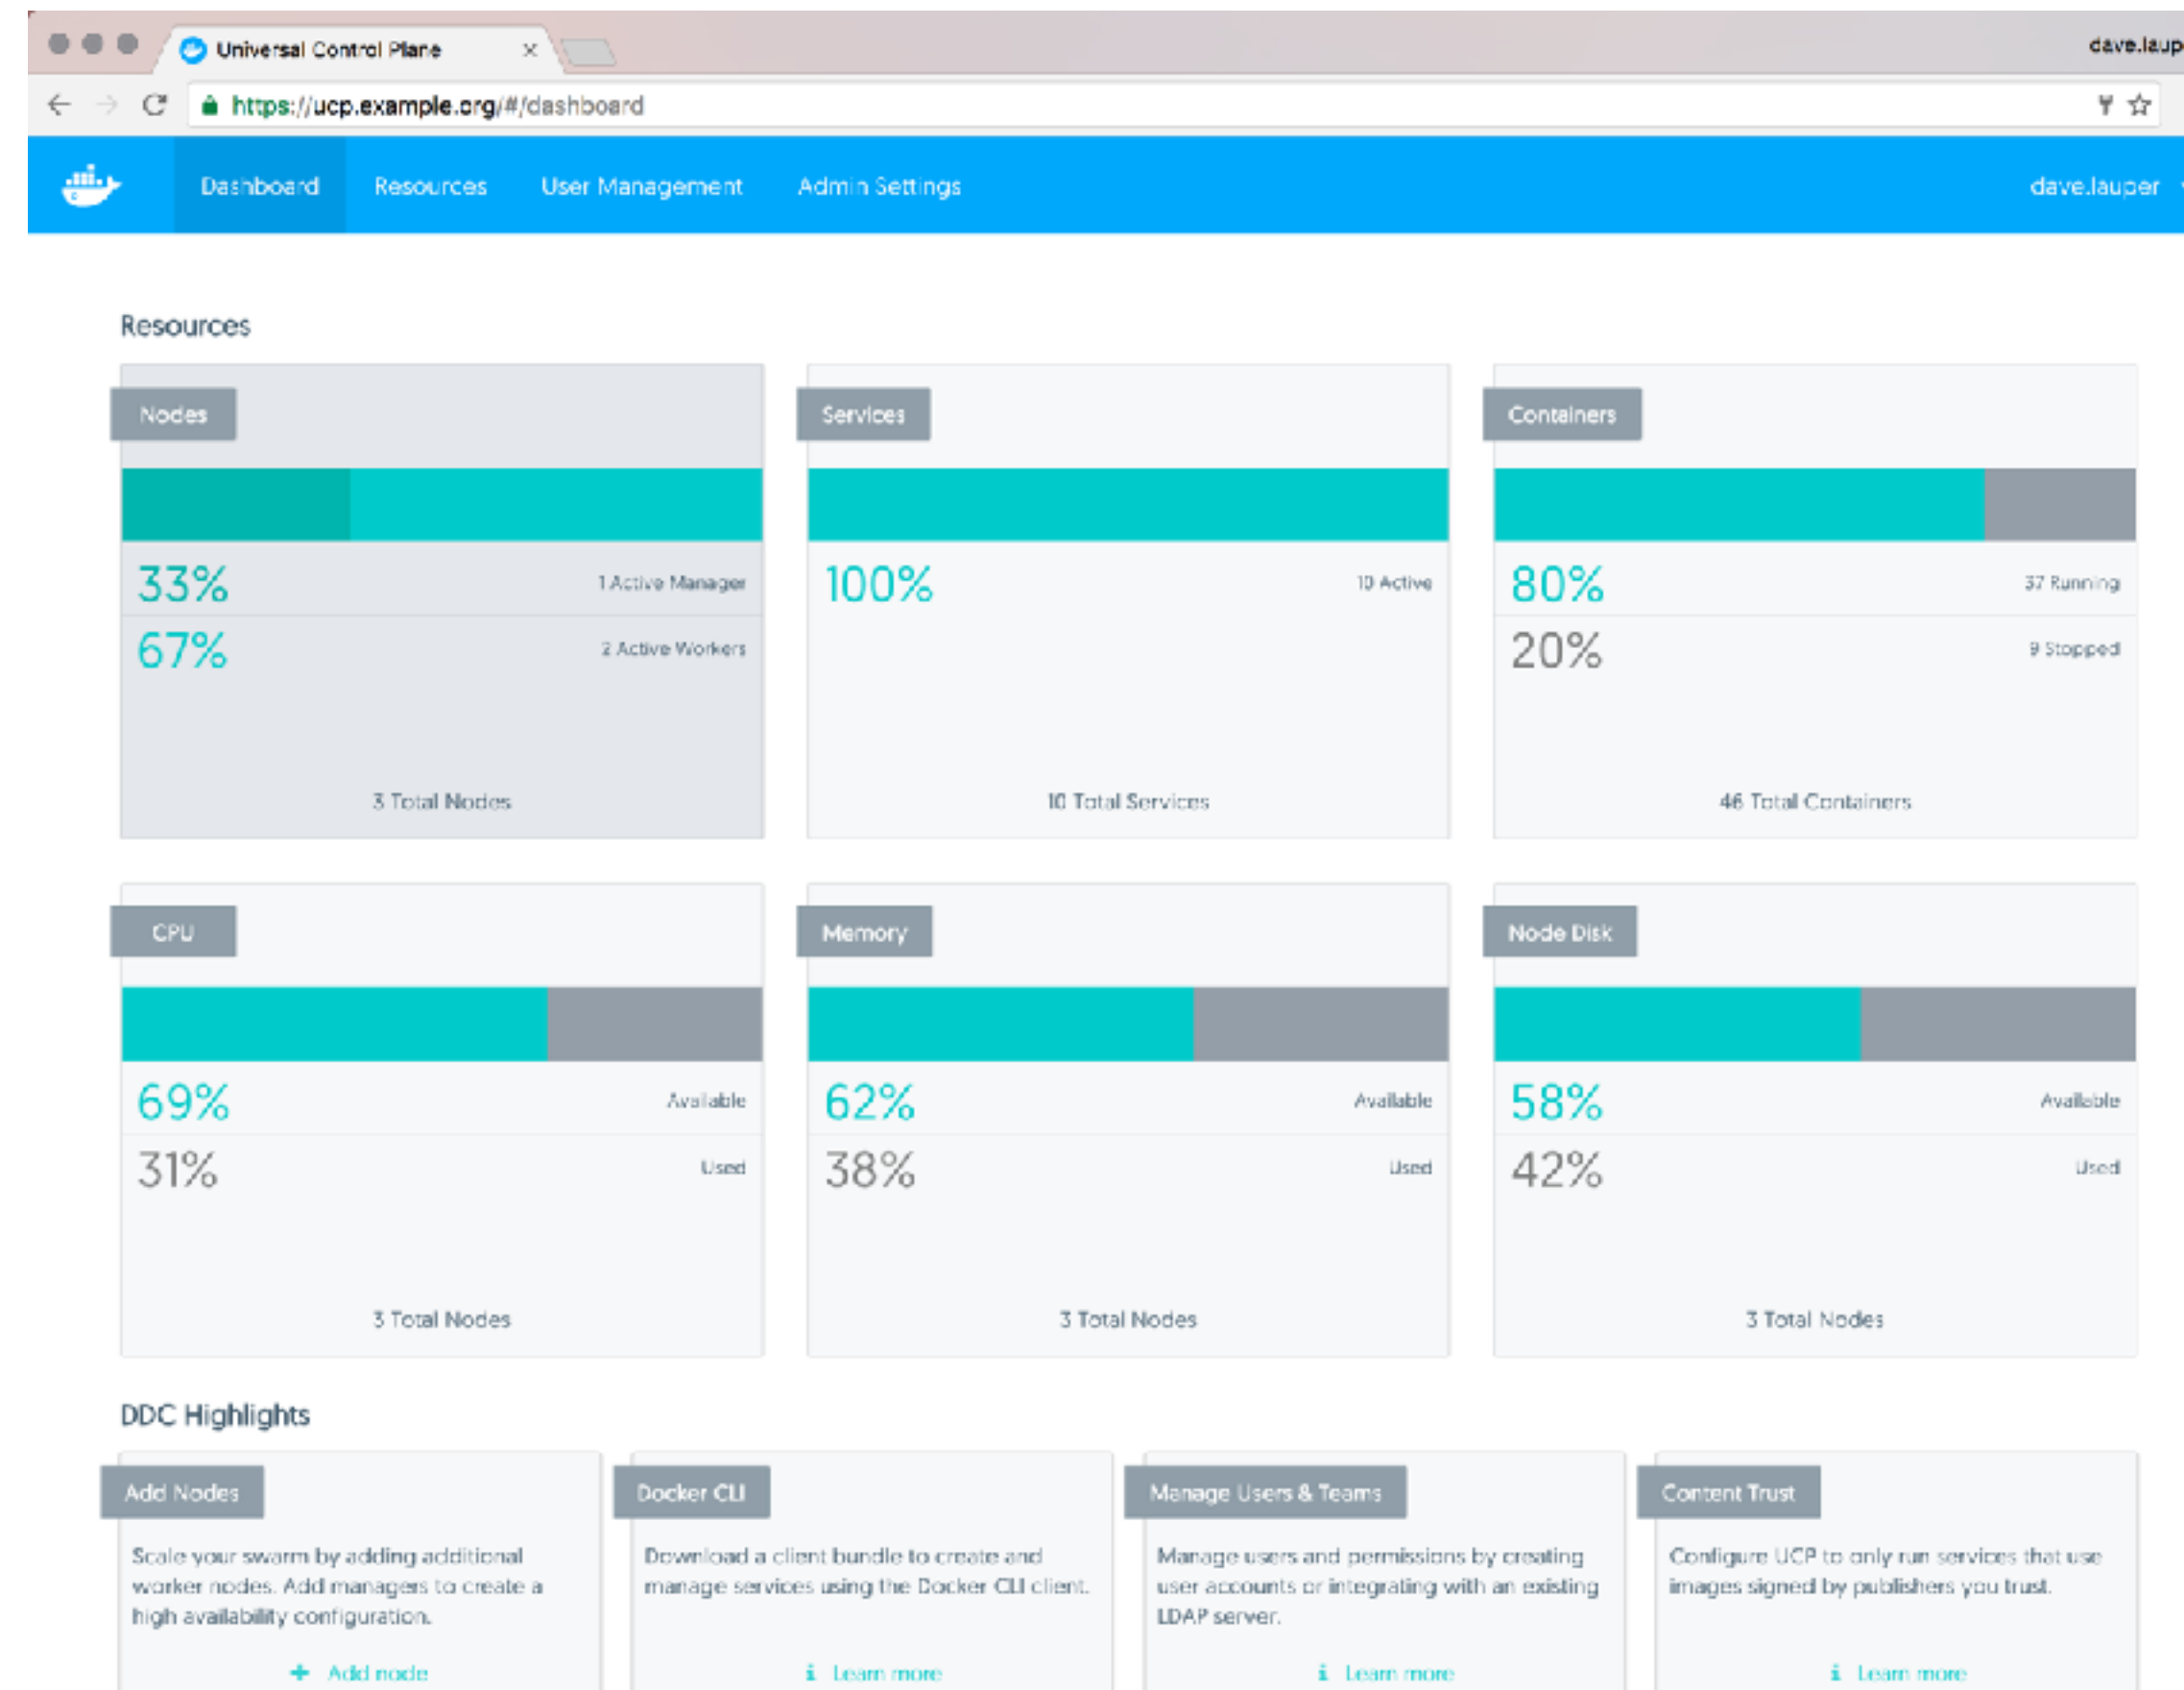 Universal Control Plane
dave.laup
https://ucp.example.org/#/dashboard
Dashboard Resources User Management Admin Settings dave.lauper
Resources
Nodes
33% 1 Active Manager
67% 2 Active Workers
3 Total Nodes
Services
100% 10 Active
10 Total Services
Containers
80% 37 Running
20% 9 Stopped
46 Total Containers
CPU
69% Available
31% Used
3 Total Nodes
Memory
62% Available
38% Used
3 Total Nodes
Node Disk
58% Available
42% Used
3 Total Nodes
DDC Highlights
Add Nodes
Scale your swarm by adding additional
worker nodes. Add managers to create a
high availability configuration.
Add node
Docker CLI
Download a client bundle to create and
manage services using the Docker CLI client.
Learn more
Manage Users & Teams
Manage users and permissions by creating
user accounts or integrating with an existing
LDAP server.
Learn more
Content Trust
Configure UCP to only run services that use
images signed by publishers you trust.
Learn more